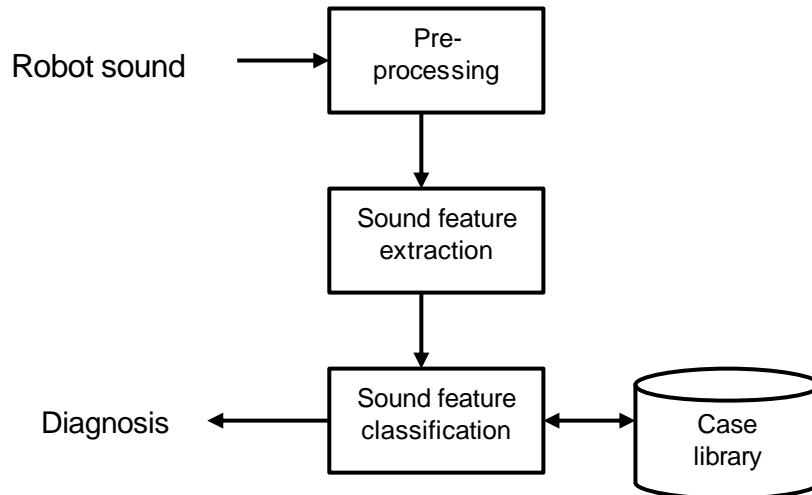 Robot sound
Pre-
processing
Sound feature
extraction
Diagnosis
Sound feature
classification
Case
library